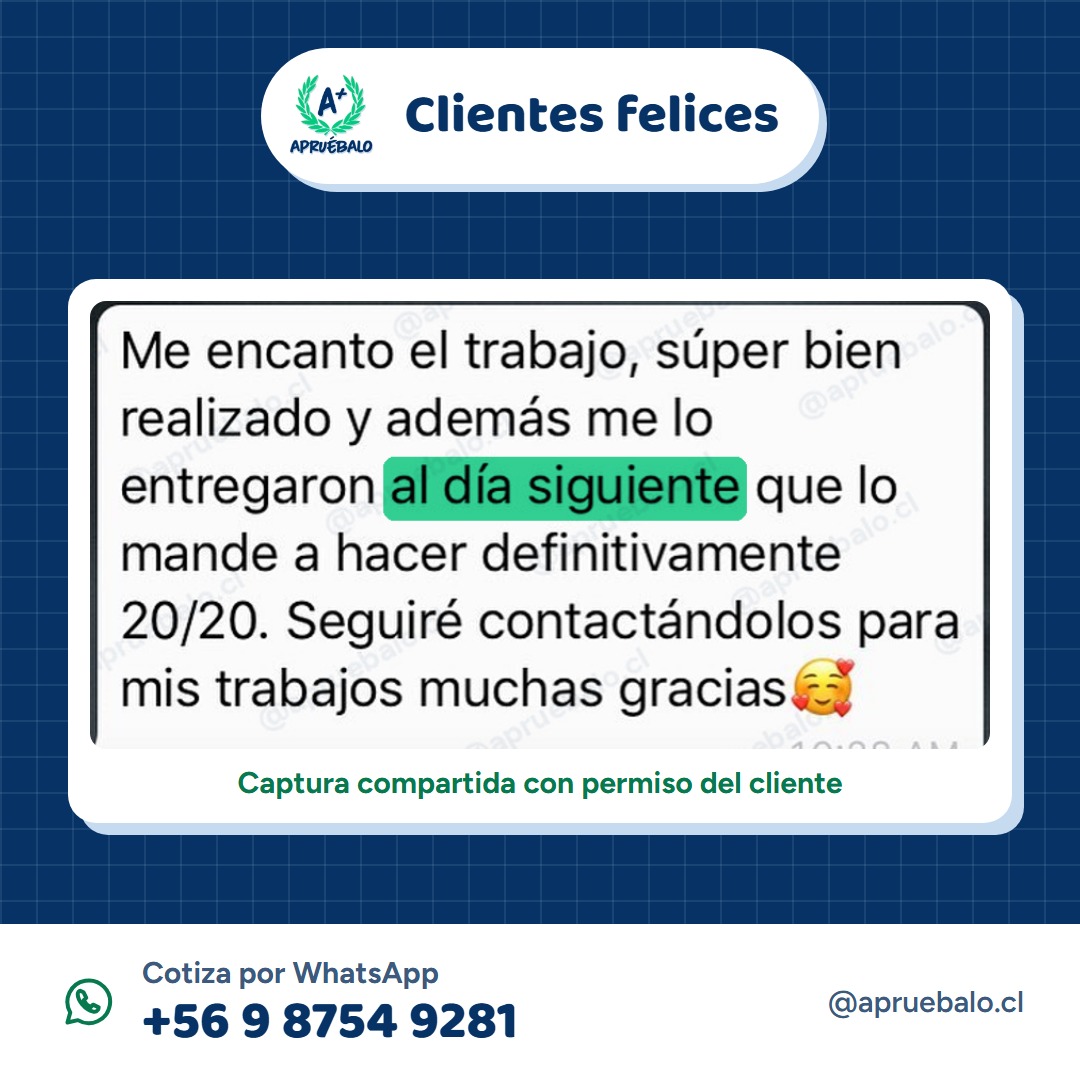 A+
APRUÉBALO
Clientes felices
Me encanto el trabajo, súper bien
realizado y además me lo
entregaron al día siguiente que lo
mande a hacer definitivamente
20/20. Seguiré contactándolos para
mis trabajos muchas gracias🥰
Captura compartida con permiso del cliente
Cotiza por WhatsApp
+56 9 8754 9281
@apruebalo.cl